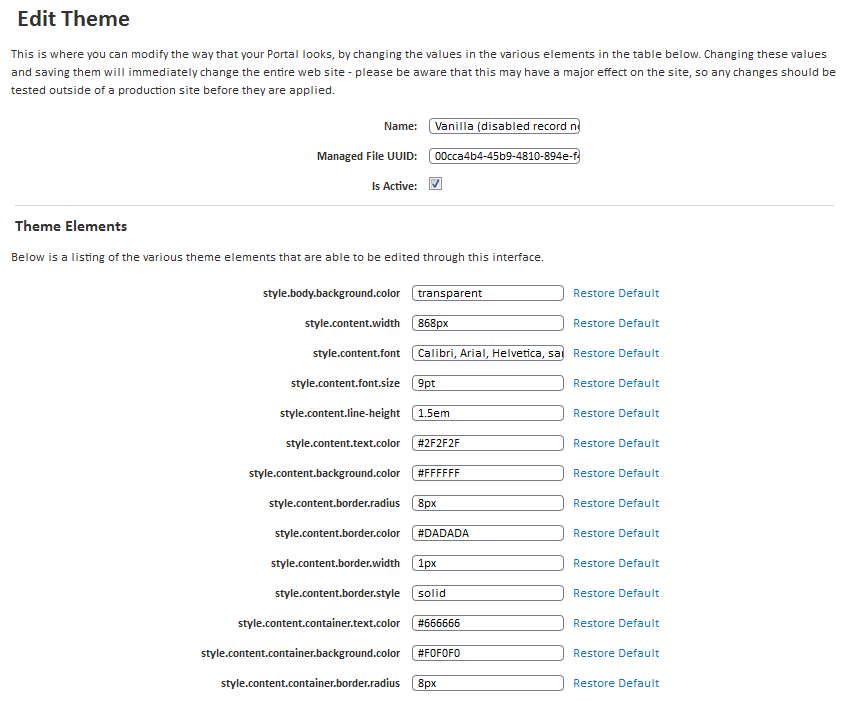 Edit Theme
This is where you can modify the way that your Portal looks, by changing the values in the various elements in the table below. Changing these values
and saving them will immediately change the entire web site - please be aware that this may have a major effect on the site, so any changes should be
tested outside of a production site before they are applied.
Name: Vanilla (disabled record
Managed File UUID: 00cca4b4-45b9-4810-894e-f
Is Active:
Theme Elements
Below is a listing of the various theme elements that are able to be edited through this interface.
style.body.background.color transparent Restore Default
style.content.width 868px Restore Default
style.content.font Calibri, Arial, Helvetica, Restore Default
style.content.font.size 9pt Restore Default
style.content.line-height 1.5em Restore Default
style.content.text.color #2F2F2F Restore Default
style.content.background.color #FFFFFF Restore Default
style.content.border.radius 8px Restore Default
style.content.border.color #DADADA Restore Default
style.content.border.width 1px Restore Default
style.content.border.style solid Restore Default
style.content.container.text.color #666666 Restore Default
style.content.container.background.color #F0F0F0 Restore Default
style.content.container.border.radius 8px Restore Default